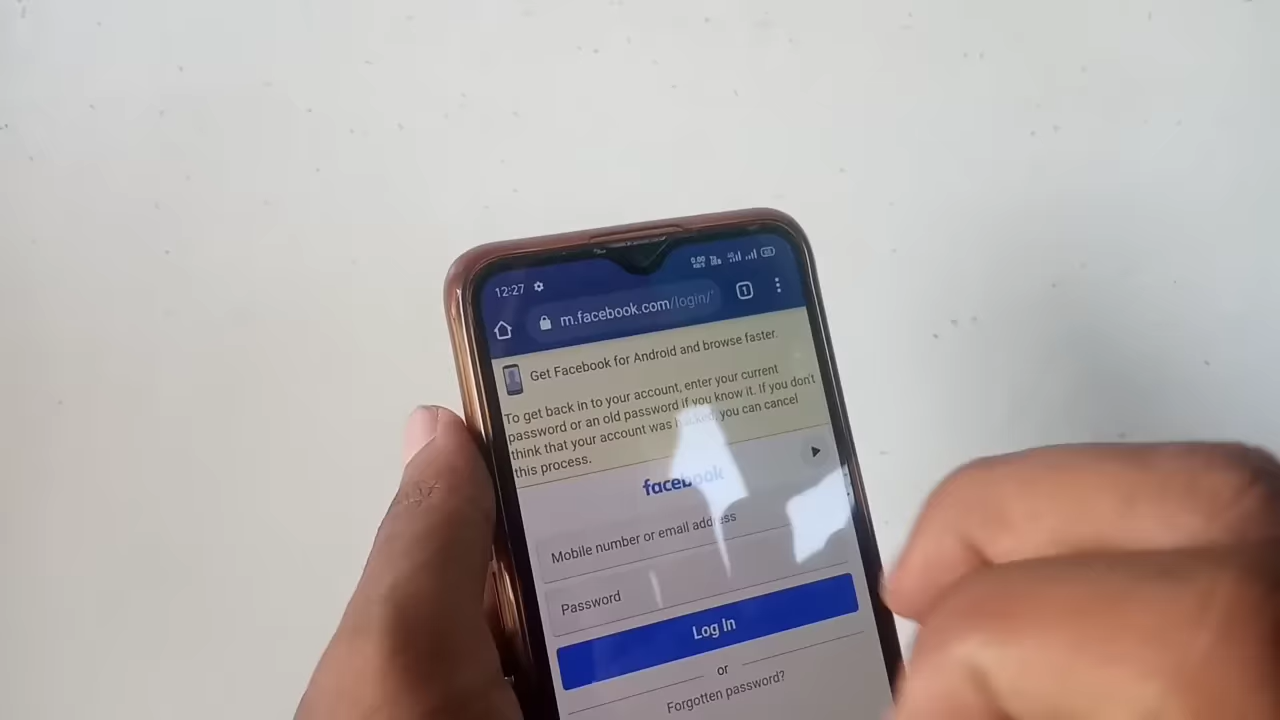 12:27
m.facebook.com/login/
1
Get Facebook for Android and browse faster.
To get back in to your account, enter your current
password or an old password if you know it. If you don't
think that your account was hacked, you can cancel
this process.
facebook
Mobile number or email address
Password
Log In
or
Forgotten password?